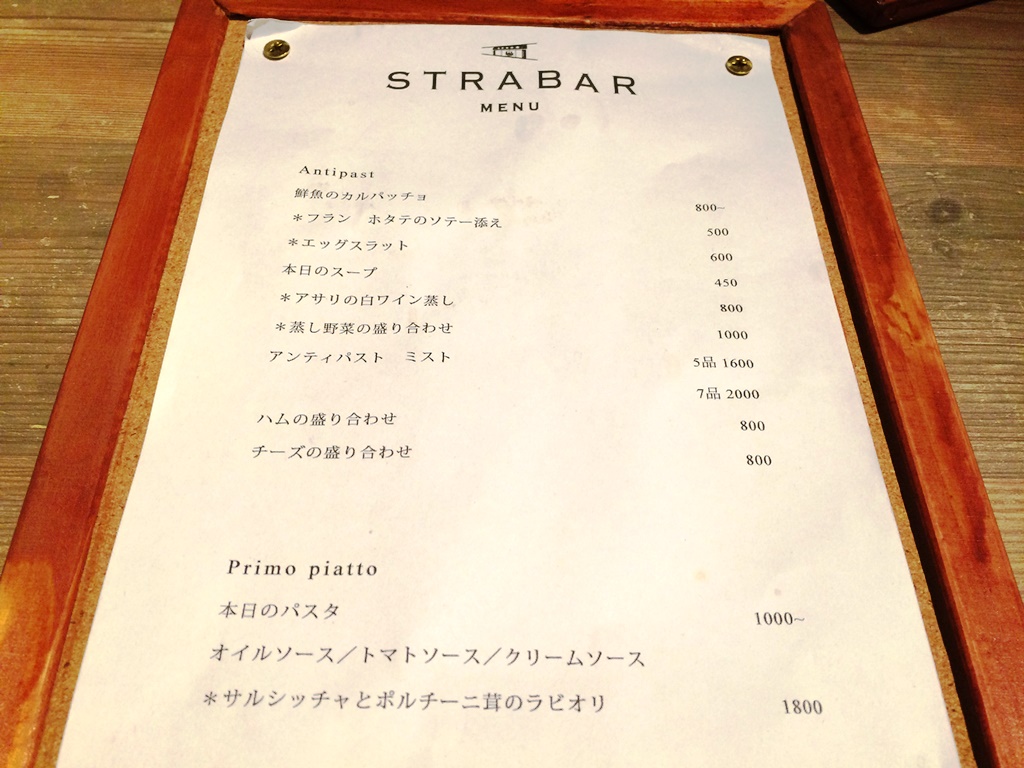 STRABAR
MENU
Antipast
鮮魚のカルパッチョ 800~
＊フラン　ホタテのソテー添え 500
＊エッグスラット 600
本日のスープ 450
＊アサリの白ワイン蒸し 800
＊蒸し野菜の盛り合わせ 1000
アンティパスト　ミスト 5品 1600
7品 2000
ハムの盛り合わせ 800
チーズの盛り合わせ 800
Primo piatto
本日のパスタ 1000~
オイルソース／トマトソース／クリームソース
＊サルシッチャとポルチーニ茸のラビオリ 1800